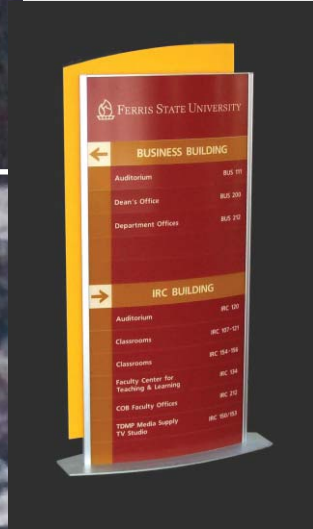 FERRIS STATE UNIVERSITY
BUSINESS BUILDING
Auditorium BUS 111
Dean's Office BUS 200
Department Offices BUS 212
IRC BUILDING
Auditorium IRC 120
Classrooms IRC 107-121
Classrooms IRC 154-156
Faculty Center for IRC 134
Teaching & Learning
COB Faculty Offices IRC 212
TDMP Media Supply IRC 150/153
TV Studio